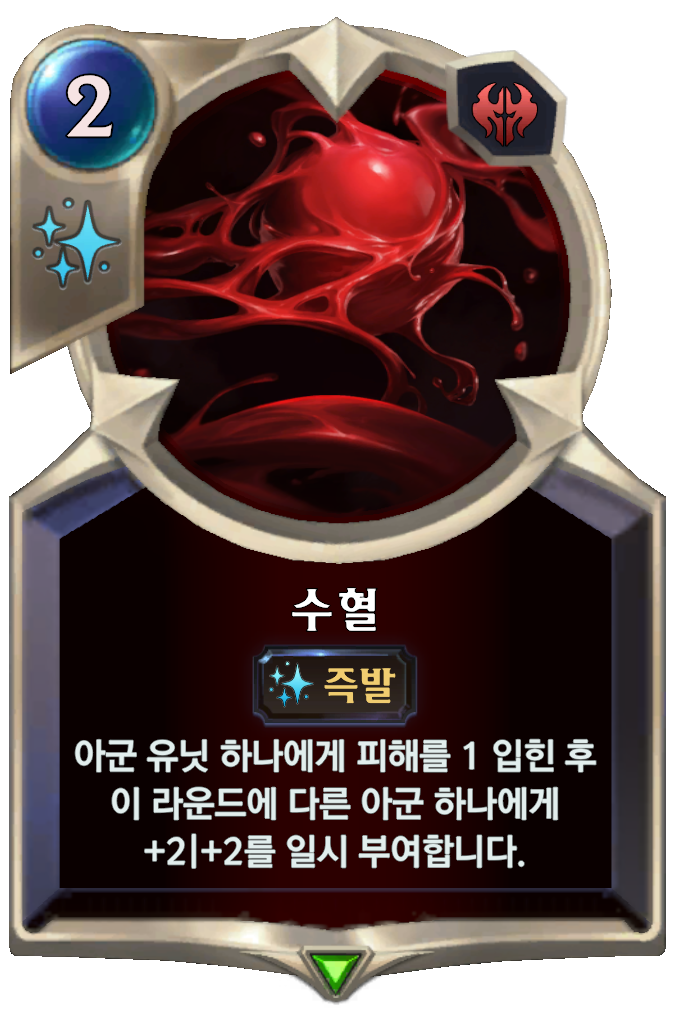 2
수혈
즉발
아군 유닛 하나에게 피해를 1 입힌 후
이 라운드에 다른 아군 하나에게
+2|+2를 일시 부여합니다.